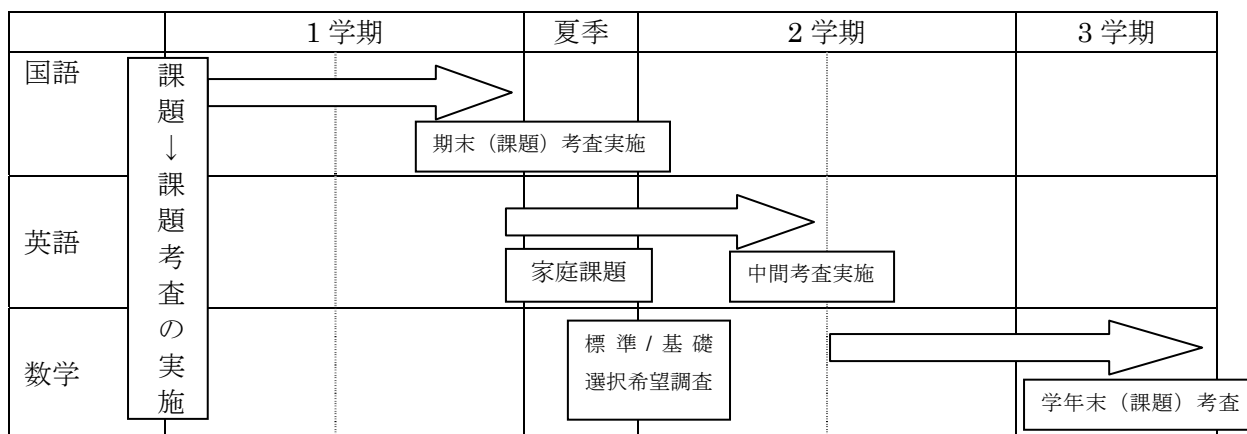 1学期 夏季 2学期 3学期
国語
課題↓課題考査の実施
期末（課題）考査実施
英語
家庭課題
中間考査実施
数学
標準/基礎
選択希望調査
学年末（課題）考査